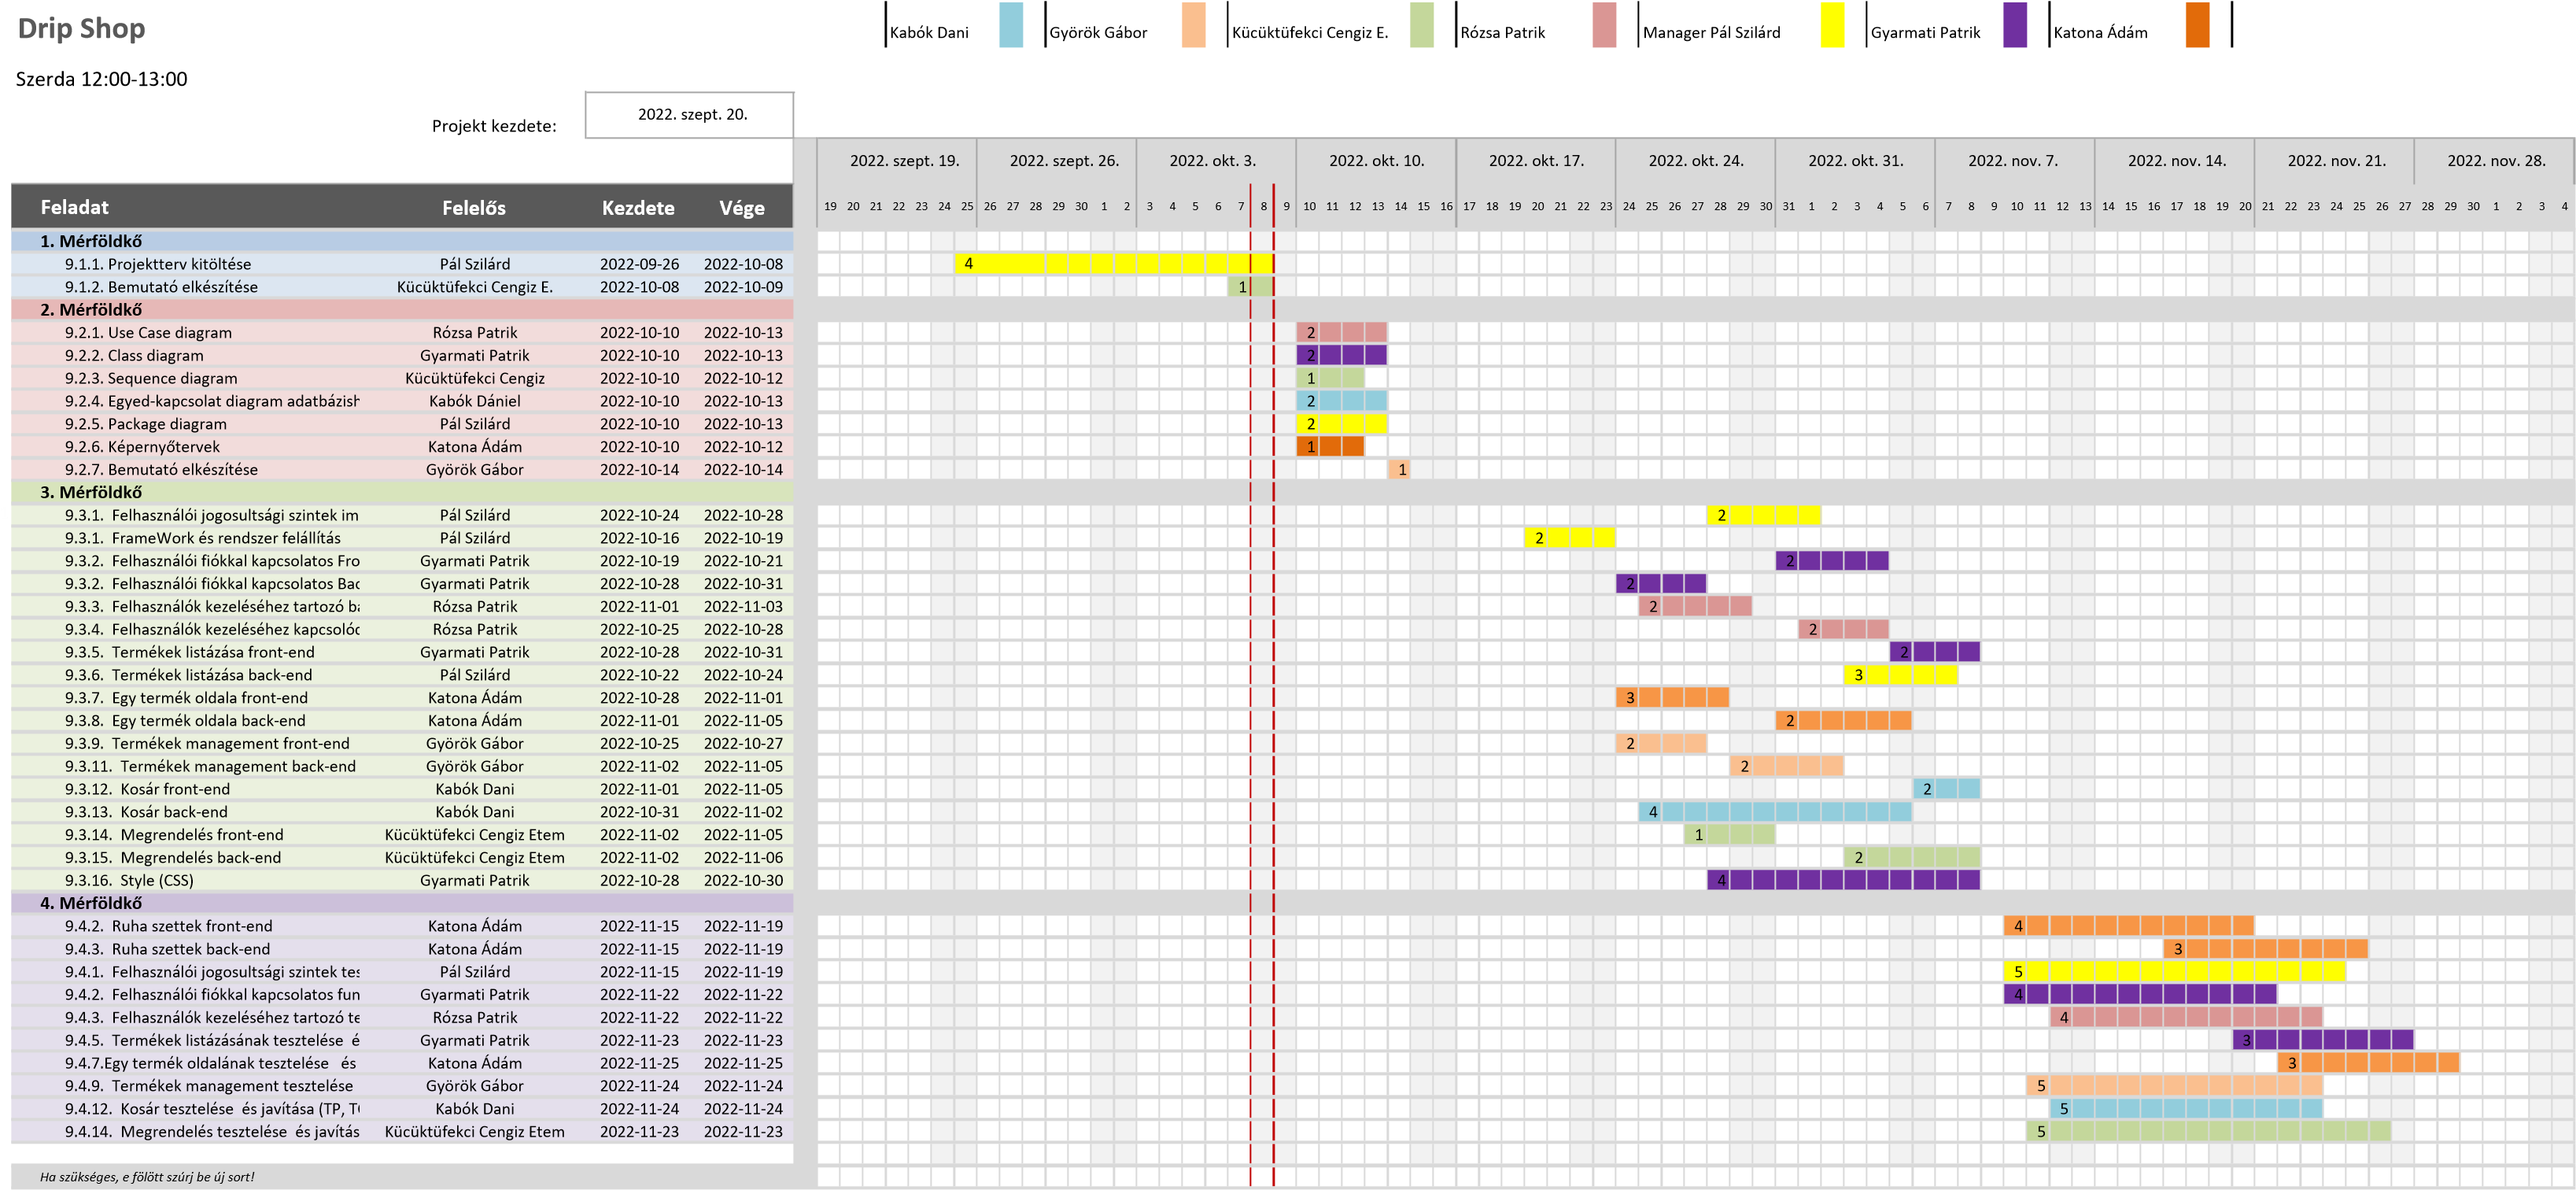 Drip Shop
Kabók Dani Györök Gábor Kücüktüfekci Cengiz E. Rózsa Patrik Manager Pál Szilárd Gyarmati Patrik Katona Ádám
Szerda 12:00-13:00
Projekt kezdete: 2022. szept. 20.
2022. szept. 19. 2022. szept. 26. 2022. okt. 3. 2022. okt. 10. 2022. okt. 17. 2022. okt. 24. 2022. okt. 31. 2022. nov. 7. 2022. nov. 14. 2022. nov. 21. 2022. nov. 28.
Feladat Felelős Kezdete Vége 19 20 21 22 23 24 25 26 27 28 29 30 1 2 3 4 5 6 7 8 9 10 11 12 13 14 15 16 17 18 19 20 21 22 23 24 25 26 27 28 29 30 31 1 2 3 4 5 6 7 8 9 10 11 12 13 14 15 16 17 18 19 20 21 22 23 24 25 26 27 28 29 30 1 2 3 4
1. Mérföldkő
9.1.1. Projektterv kitöltése Pál Szilárd 2022-09-26 2022-10-08 4
9.1.2. Bemutató elkészítése Kücüktüfekci Cengiz E. 2022-10-08 2022-10-09 1
2. Mérföldkő
9.2.1. Use Case diagram Rózsa Patrik 2022-10-10 2022-10-13 2
9.2.2. Class diagram Gyarmati Patrik 2022-10-10 2022-10-13 2
9.2.3. Sequence diagram Kücüktüfekci Cengiz 2022-10-10 2022-10-12 1
9.2.4. Egyed-kapcsolat diagram adatbázish Kabók Dániel 2022-10-10 2022-10-13 2
9.2.5. Package diagram Pál Szilárd 2022-10-10 2022-10-13 2
9.2.6. Képernyőtervek Katona Ádám 2022-10-10 2022-10-12 1
9.2.7. Bemutató elkészítése Györök Gábor 2022-10-14 2022-10-14 1
3. Mérföldkő
9.3.1. Felhasználói jogosultsági szintek im Pál Szilárd 2022-10-24 2022-10-28 2
9.3.1. FrameWork és rendszer felállítás Pál Szilárd 2022-10-16 2022-10-19 2
9.3.2. Felhasználói fiókkal kapcsolatos Fro Gyarmati Patrik 2022-10-19 2022-10-21 2
9.3.2. Felhasználói fiókkal kapcsolatos Bac Gyarmati Patrik 2022-10-28 2022-10-31 2
9.3.3. Felhasználók kezeléséhez tartozó ba Rózsa Patrik 2022-11-01 2022-11-03 2
9.3.4. Felhasználók kezeléséhez kapcsolód Rózsa Patrik 2022-10-25 2022-10-28 2
9.3.5. Termékek listázása front-end Gyarmati Patrik 2022-10-28 2022-10-31 2
9.3.6. Termékek listázása back-end Pál Szilárd 2022-10-22 2022-10-24 3
9.3.7. Egy termék oldala front-end Katona Ádám 2022-10-28 2022-11-01 3
9.3.8. Egy termék oldala back-end Katona Ádám 2022-11-01 2022-11-05 2
9.3.9. Termékek management front-end Györök Gábor 2022-10-25 2022-10-27 2
9.3.11. Termékek management back-end Györök Gábor 2022-11-02 2022-11-05 2
9.3.12. Kosár front-end Kabók Dani 2022-11-01 2022-11-05 2
9.3.13. Kosár back-end Kabók Dani 2022-10-31 2022-11-02 4
9.3.14. Megrendelés front-end Kücüktüfekci Cengiz Etem 2022-11-02 2022-11-05 1
9.3.15. Megrendelés back-end Kücüktüfekci Cengiz Etem 2022-11-02 2022-11-06 2
9.3.16. Style (CSS) Gyarmati Patrik 2022-10-28 2022-10-30 4
4. Mérföldkő
9.4.2. Ruha szettek front-end Katona Ádám 2022-11-15 2022-11-19 4
9.4.3. Ruha szettek back-end Katona Ádám 2022-11-15 2022-11-19 3
9.4.1. Felhasználói jogosultsági szintek tes Pál Szilárd 2022-11-15 2022-11-19 5
9.4.2. Felhasználói fiókkal kapcsolatos fun Gyarmati Patrik 2022-11-22 2022-11-22 4
9.4.3. Felhasználók kezeléséhez tartozó te Rózsa Patrik 2022-11-22 2022-11-22 4
9.4.5. Termékek listázásának tesztelése é Gyarmati Patrik 2022-11-23 2022-11-23 3
9.4.7.Egy termék oldalának tesztelése és Katona Ádám 2022-11-25 2022-11-25 3
9.4.9. Termékek management tesztelése Györök Gábor 2022-11-24 2022-11-24 5
9.4.12. Kosár tesztelése és javítása (TP, T Kabók Dani 2022-11-24 2022-11-24 5
9.4.14. Megrendelés tesztelése és javítás Kücüktüfekci Cengiz Etem 2022-11-23 2022-11-23 5
Ha szükséges, e fölött szúrj be új sort!